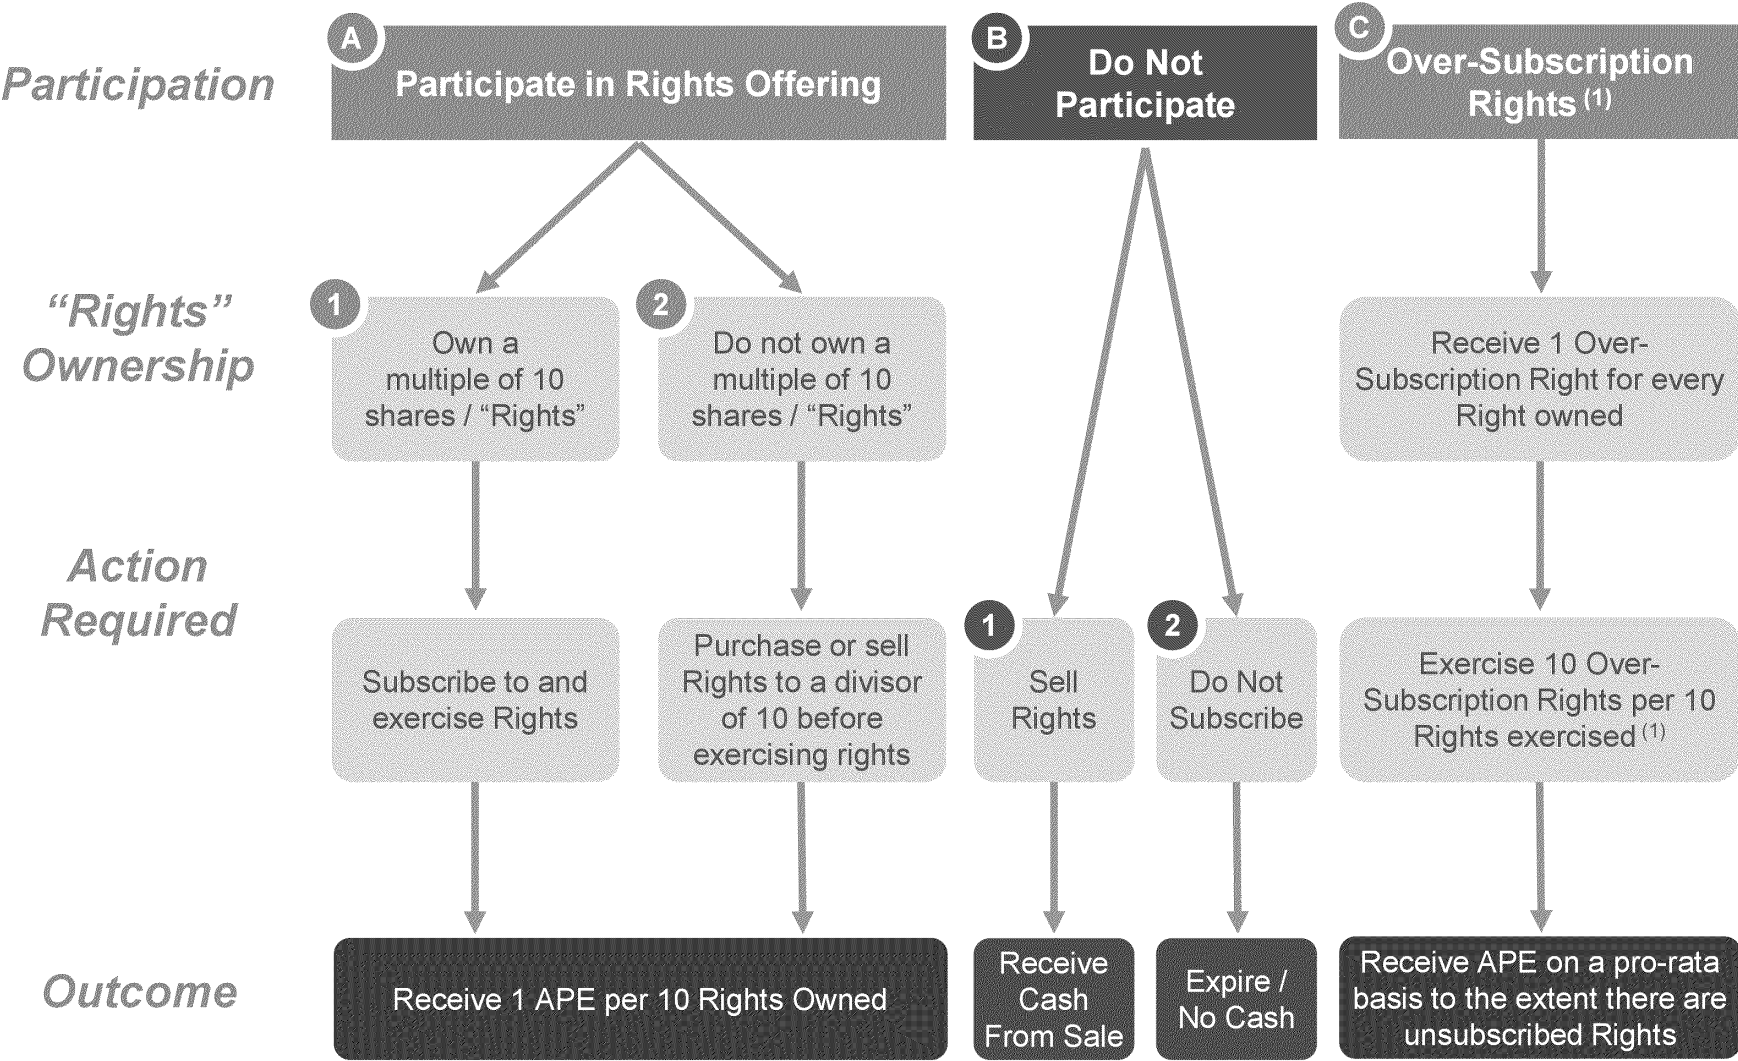 Participation
A
Participate in Rights Offering
B
Do Not
Participate
C
Over-Subscription
Rights (1)
“Rights”
Ownership
1
Own a
multiple of 10
shares / “Rights”
2
Do not own a
multiple of 10
shares / “Rights”
Receive 1 Over-
Subscription Right for every
Right owned
Action
Required
Subscribe to and
exercise Rights
Purchase or sell
Rights to a divisor
of 10 before
exercising rights
1
Sell
Rights
2
Do Not
Subscribe
Exercise 10 Over-
Subscription Rights per 10
Rights exercised (1)
Outcome
Receive 1 APE per 10 Rights Owned
Receive
Cash
From Sale
Expire /
No Cash
Receive APE on a pro-rata
basis to the extent there are
unsubscribed Rights